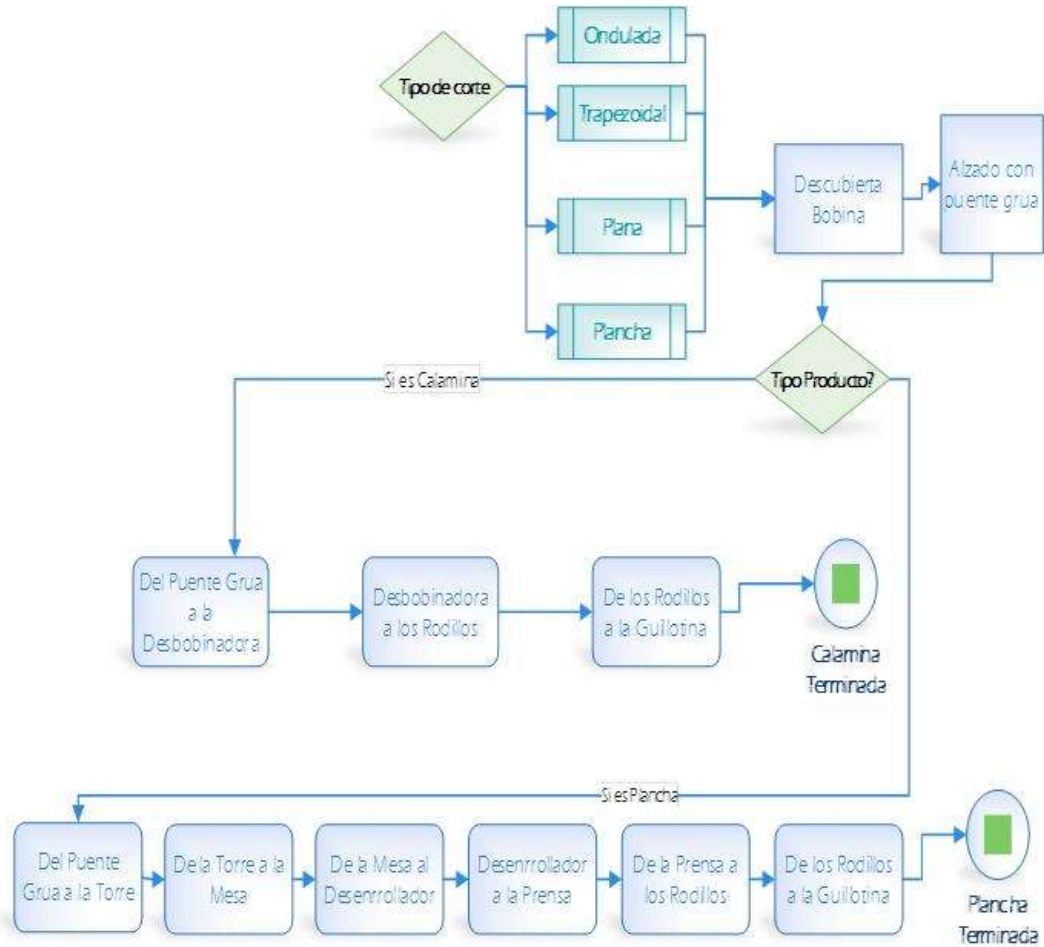 Tipo de corte
Ondulada
Trapezoidal
Plana
Plancha
Descubierta
Bobina
Alzado con
puente grua
Tipo Producto?
Si es Calamina
Del Puente Grua
a la
Desbobinadora
Desbobinadora
a los Rodillos
De los Rodillos
a la Guillotina
Calamina
Terminada
Si es Plancha
Del Puente
Grua a la Torre
De la Torre a la
Mesa
De la Mesa al
Desenrrollador
Desenrrollador
a la Prensa
De la Prensa a
los Rodillos
De los Rodillos
a la Guillotina
Plancha
Terminada